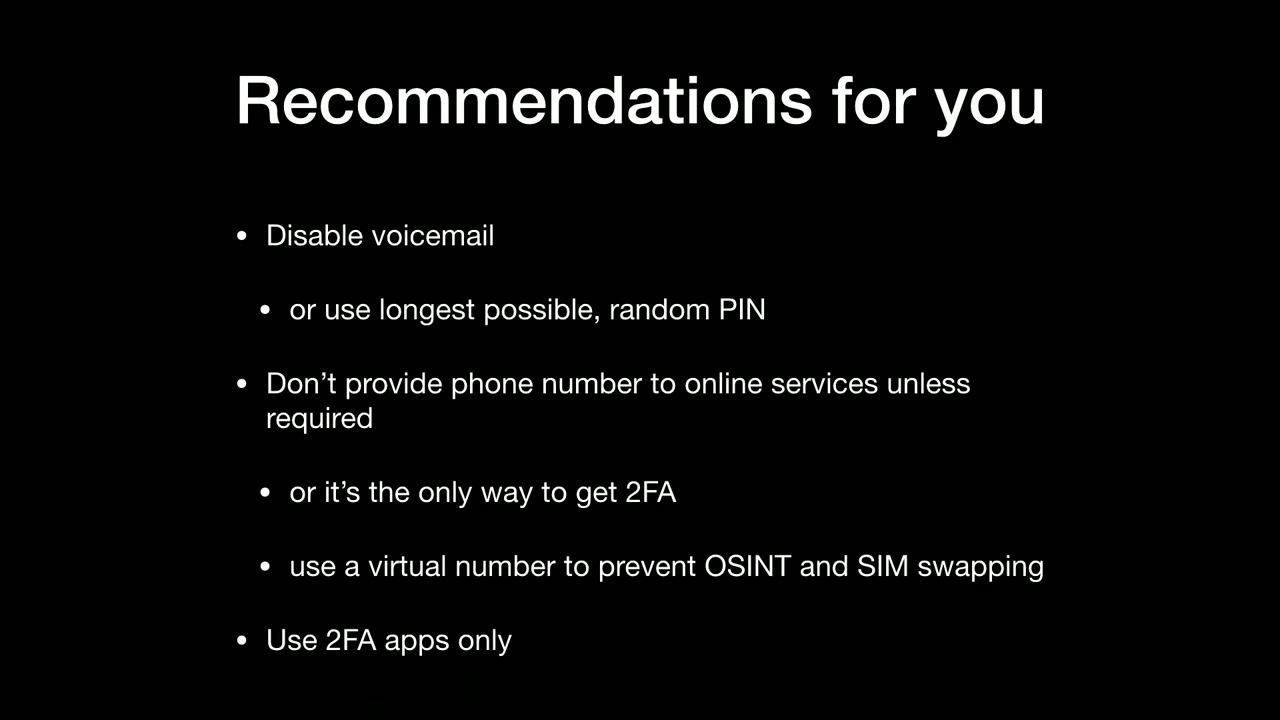 Recommendations for you
• Disable voicemail
• or use longest possible, random PIN
• Don’t provide phone number to online services unless
required
• or it’s the only way to get 2FA
• use a virtual number to prevent OSINT and SIM swapping
• Use 2FA apps only